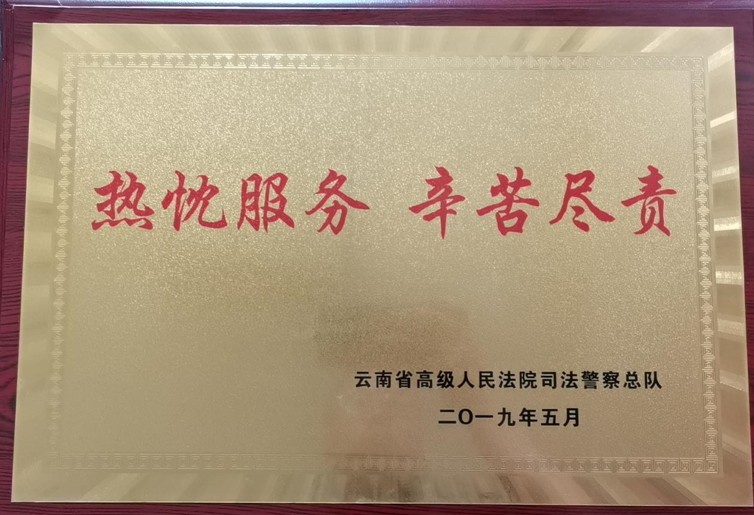 热忱服务 辛苦尽责
云南省高级人民法院司法警察总队
二〇一九年五月